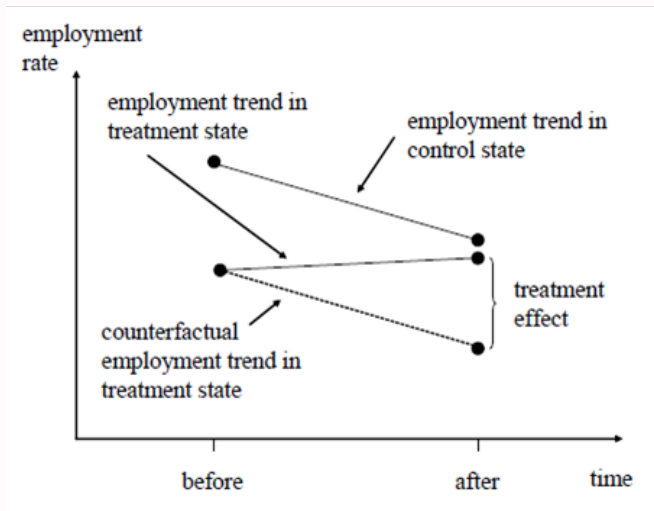 employment
rate
employment trend in
treatment state
employment trend in
control state
treatment
effect
counterfactual
employment trend in
treatment state
before
after
time